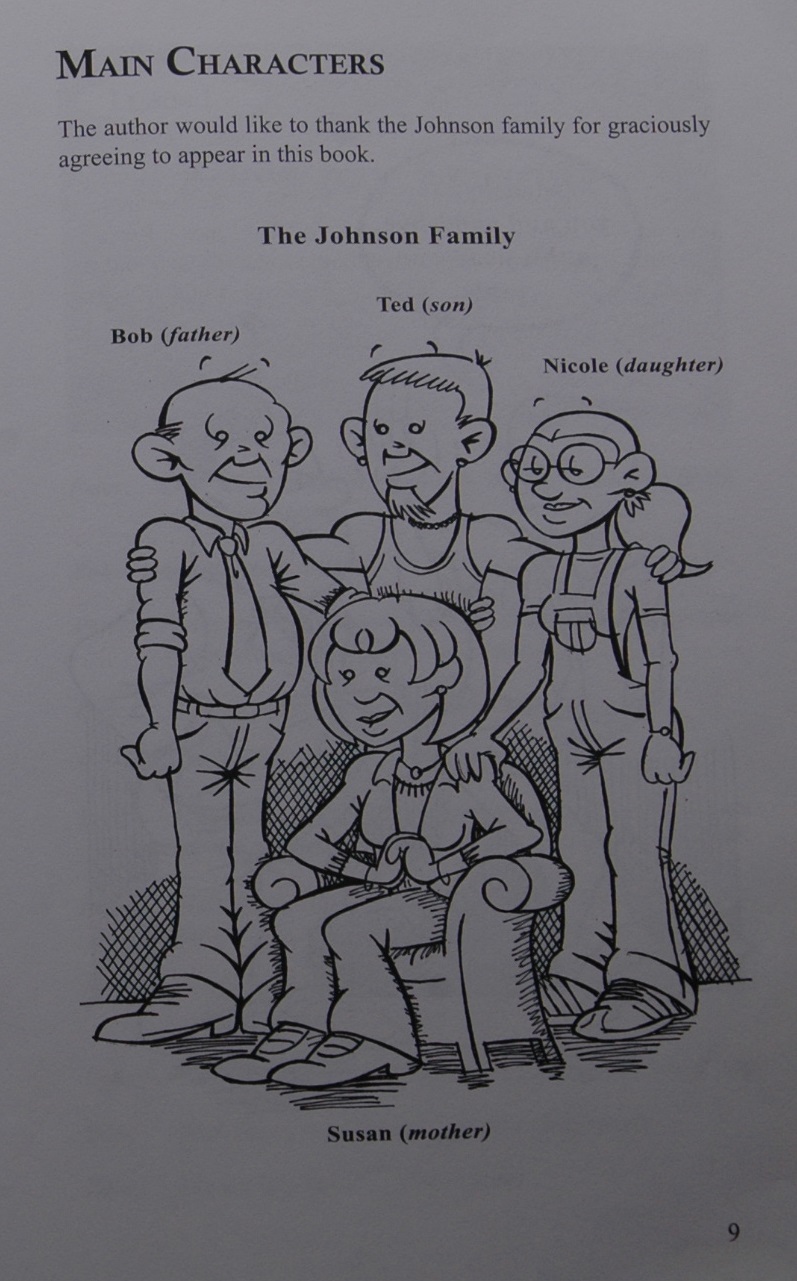 MAIN CHARACTERS
The author would like to thank the Johnson family for graciously
agreeing to appear in this book.
The Johnson Family
Ted (son)
Bob (father)
Nicole (daughter)
Susan (mother)
9